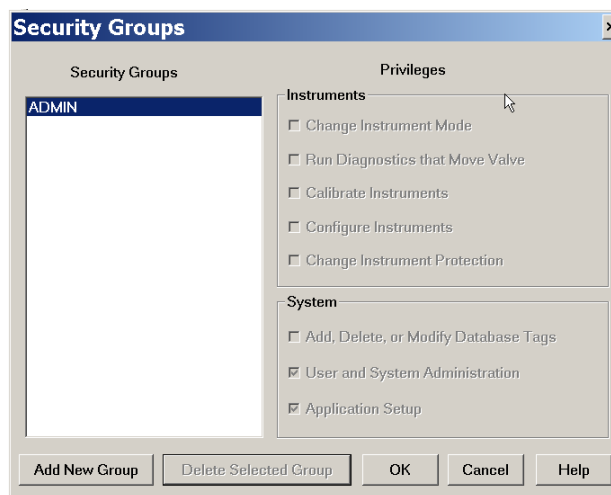 Security Groups
Security Groups
Privileges
ADMIN
Instruments
Change Instrument Mode
Run Diagnostics that Move Valve
Calibrate Instruments
Configure Instruments
Change Instrument Protection
System
Add, Delete, or Modify Database Tags
User and System Administration
Application Setup
Add New Group
Delete Selected Group
OK
Cancel
Help